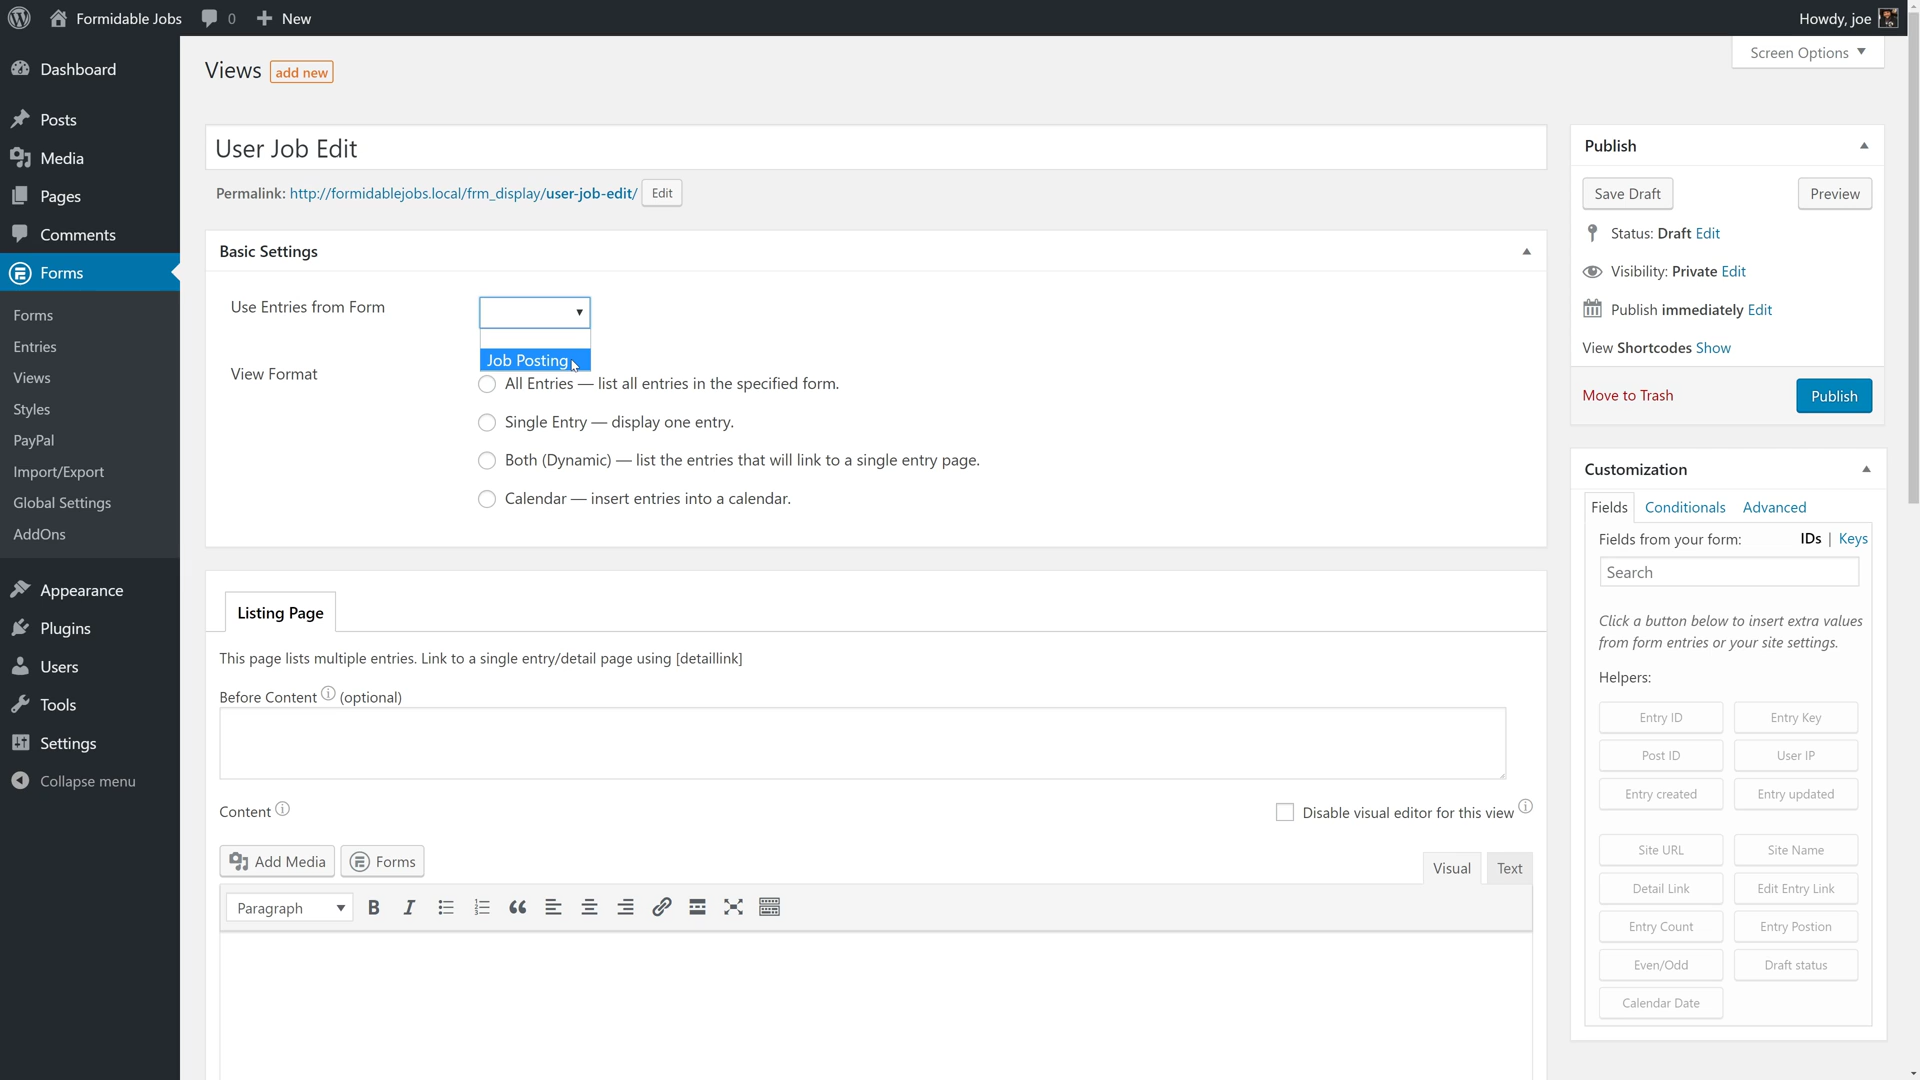 Formidable Jobs
0
New
Howdy, joe
Screen Options
Dashboard
Posts
Media
Pages
Comments
Forms
Forms
Entries
Views
Styles
PayPal
Import/Export
Global Settings
AddOns
Appearance
Plugins
Users
Tools
Settings
Collapse menu
Views add new
User Job Edit
Permalink: http://formidablejobs.local/frm_display/user-job-edit/ Edit
Basic Settings
Use Entries from Form
Job Posting
View Format
All Entries — list all entries in the specified form.
Single Entry — display one entry.
Both (Dynamic) — list the entries that will link to a single entry page.
Calendar — insert entries into a calendar.
Listing Page
This page lists multiple entries. Link to a single entry/detail page using [detaillink]
Before Content (optional)
Content
Disable visual editor for this view
Add Media
Forms
Visual
Text
Paragraph
Publish
Save Draft
Preview
Status: Draft Edit
Visibility: Private Edit
Publish immediately Edit
View Shortcodes Show
Move to Trash
Publish
Customization
Fields Conditionals Advanced
Fields from your form: IDs | Keys
Search
Click a button below to insert extra values
from form entries or your site settings.
Helpers:
Entry ID
Entry Key
Post ID
User IP
Entry created
Entry updated
Site URL
Site Name
Detail Link
Edit Entry Link
Entry Count
Entry Postion
Even/Odd
Draft status
Calendar Date